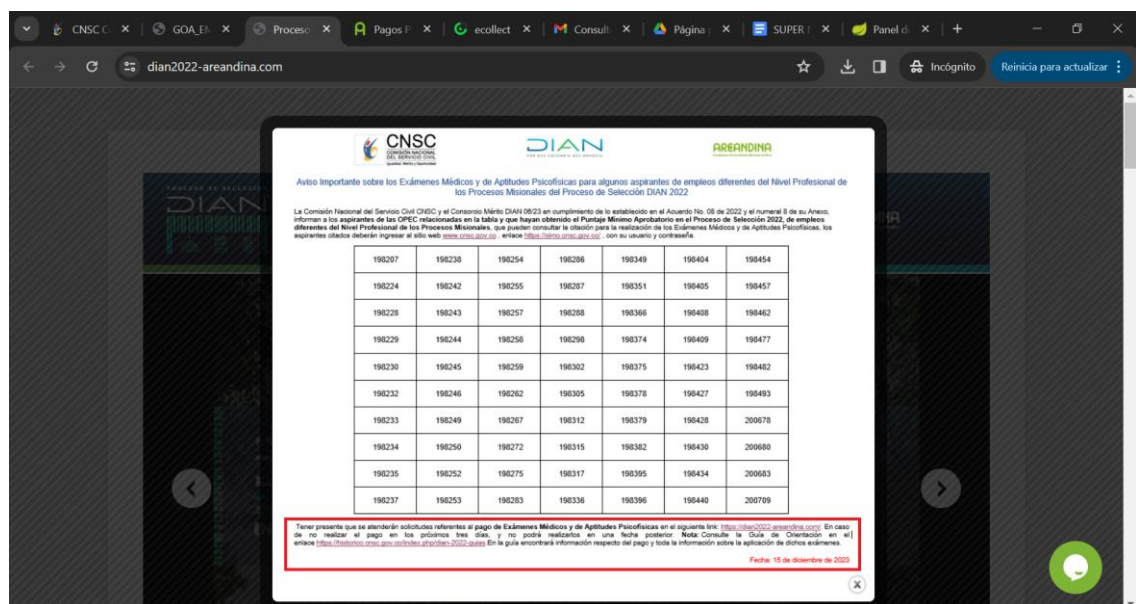 CNSC C
GOA_EN
Proceso
Pagos P
ecollect
Consult
Página
SUPER
Panel de
dian2022-areandina.com
Incógnito
Reinicia para actualizar
CNSC
COMISIÓN NACIONAL
DEL SERVICIO CIVIL
Igualdad, Mérito y Oportunidad
DIAN
AREANDINA
Aviso Importante sobre los Exámenes Médicos y de Aptitudes Psicofísicas para algunos aspirantes de empleos diferentes del Nivel Profesional de
los Procesos Misionales del Proceso de Selección DIAN 2022
La Comisión Nacional del Servicio Civil CNSC y el Consorcio Mérito DIAN 06/23 en cumplimiento de lo establecido en el Acuerdo No. 08 de 2022 y el numeral 8 de su Anexo,
informan a los aspirantes de las OPEC relacionadas en la tabla y que hayan obtenido el Puntaje Mínimo Aprobatorio en el Proceso de Selección 2022, de empleos
diferentes del Nivel Profesional de los Procesos Misionales, que pueden consultar la citación para la realización de los Exámenes Médicos y de Aptitudes Psicofísicas, los
aspirantes citados deberán ingresar al sitio web www.cnsc.gov.co , enlace https://simo.cnsc.gov.co/ , con su usuario y contraseña.
198207 198238 198254 198286 198349 198404 198454
198224 198242 198255 198287 198351 198405 198457
198228 198243 198257 198288 198366 198408 198462
198229 198244 198258 198298 198374 198409 198477
198230 198245 198259 198302 198375 198423 198482
198232 198246 198262 198305 198378 198427 198493
198233 198249 198267 198312 198379 198428 200678
198234 198250 198272 198315 198382 198430 200680
198235 198252 198275 198317 198395 198434 200683
198237 198253 198283 198336 198396 198440 200709
Tener presente que se atenderán solicitudes referentes al pago de Exámenes Médicos y de Aptitudes Psicofísicas en el siguiente link: https://dian2022-areandina.com/. En caso
de no realizar el pago en los próximos tres días, y no podrá realizarlos en una fecha posterior. Nota: Consulte la Guía de Orientación en el
enlace https://historico.cnsc.gov.co/index.php/dian-2022-guias En la guía encontrará información respecto del pago y toda la información sobre la aplicación de dichos exámenes.
Fecha: 15 de diciembre de 2023